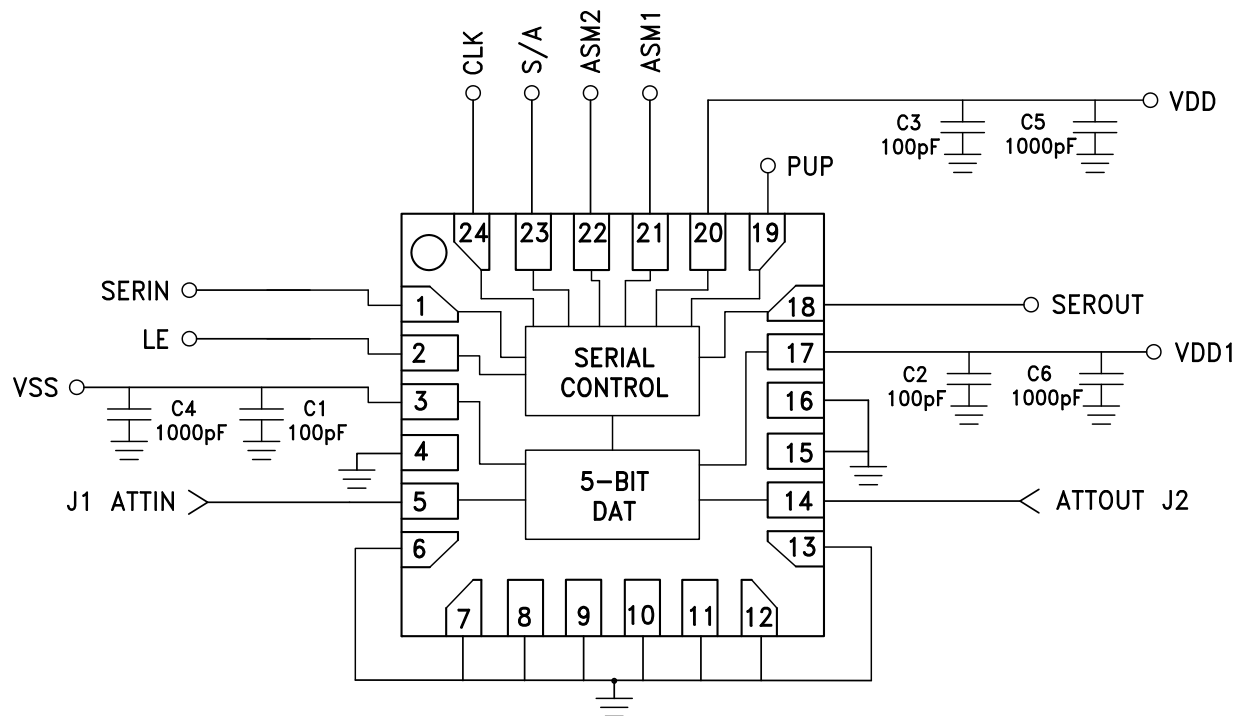 CLK
S/A
ASM2
ASM1
VDD
C3
100pF
C5
1000pF
PUP
24
23
22
21
20
19
SERIN
1
18
SEROUT
LE
2
SERIAL
CONTROL
17
VDD1
C2
100pF
C6
1000pF
VSS
C4
1000pF
C1
100pF
3
16
4
15
J1 ATTIN
5
5-BIT
DAT
14
ATTOUT J2
6
13
7
8
9
10
11
12